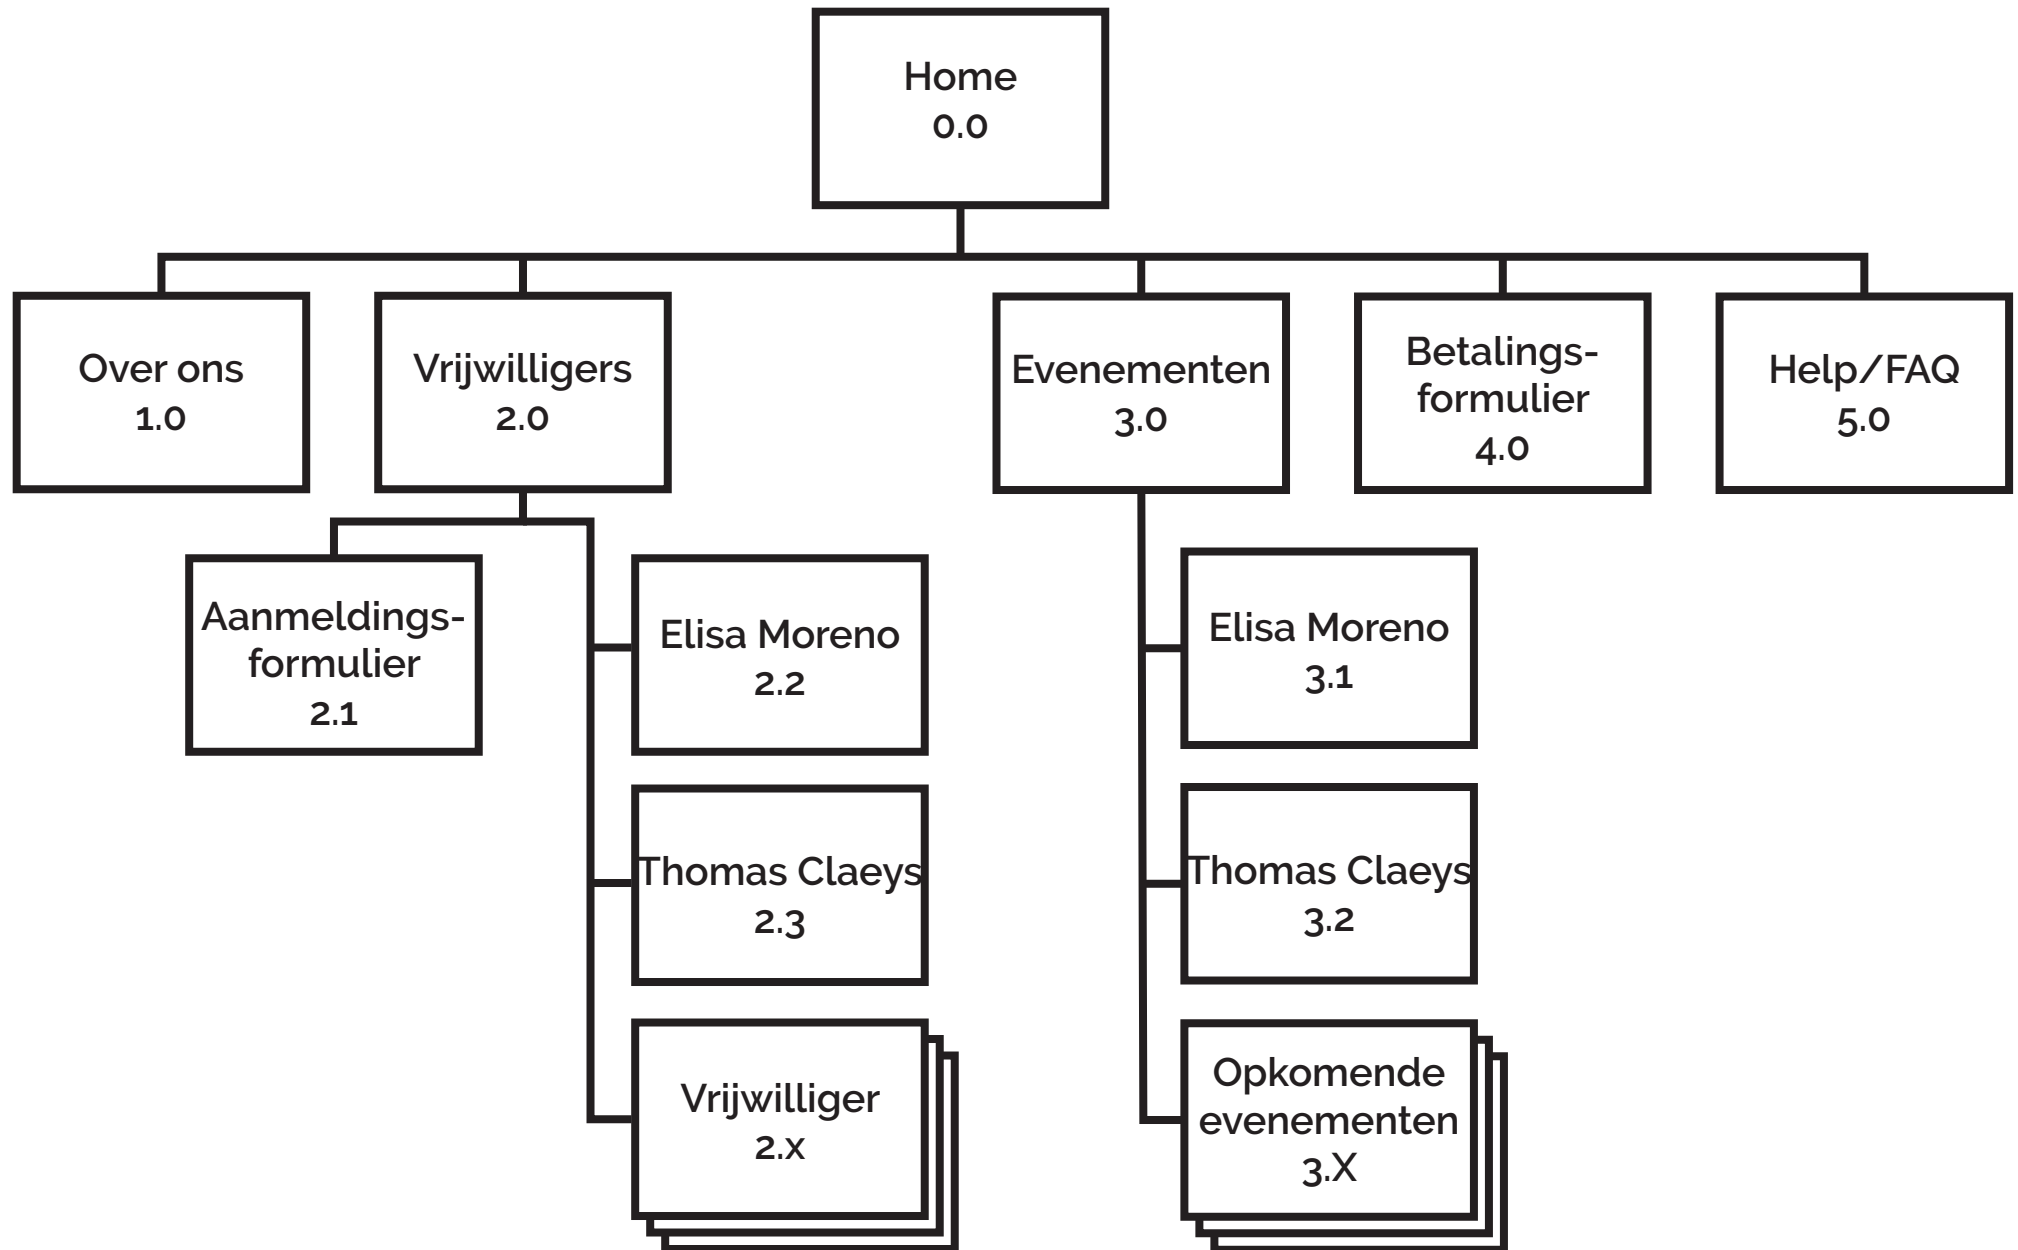 Home
0.0
Over ons
1.0
Vrijwilligers
2.0
Evenementen
3.0
Betalings-
formulier
4.0
Help/FAQ
5.0
Aanmeldings-
formulier
2.1
Elisa Moreno
2.2
Thomas Claeys
2.3
Vrijwilliger
2.x
Elisa Moreno
3.1
Thomas Claeys
3.2
Opkomende
evenementen
3.X